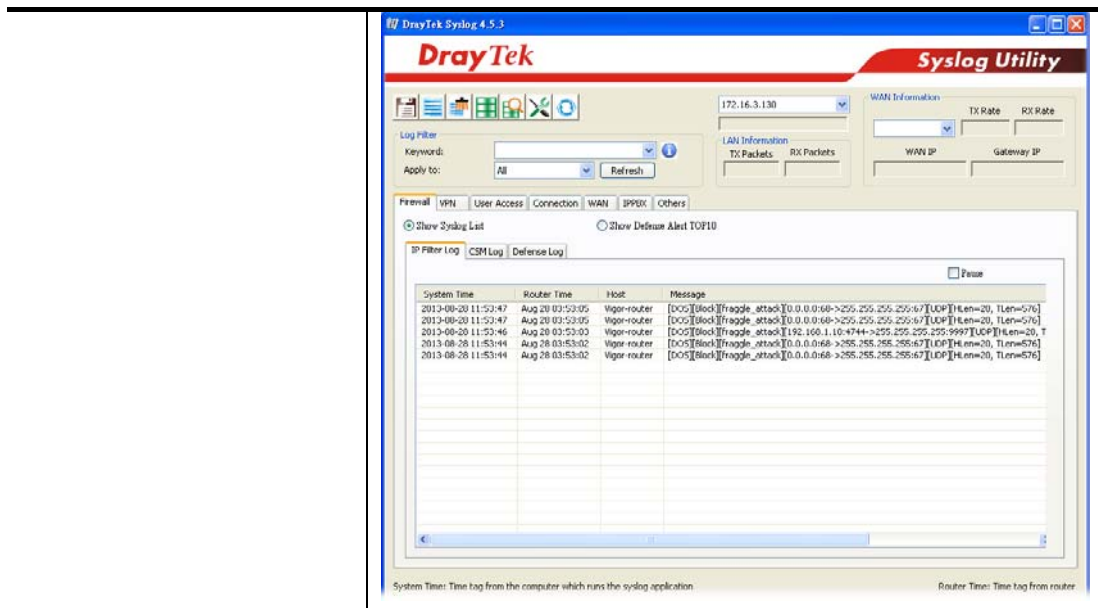 DrayTek Syslog 4.5.3
DrayTek
Syslog Utility
172.16.3.130
WAN Information
TX Rate RX Rate
Log Filter
Keyword:
LAN Information
TX Packets RX Packets
WAN IP Gateway IP
Apply to: All Refresh
Firewall VPN User Access Connection WAN IPPBX Others
Show Syslog List Show Defense Alert TOP10
IP Filter Log CSM Log Defense Log
Pause
System Time Router Time Host Message
2013-08-28 11:53:47 Aug 28 03:53:05 Vigor-router [DOS][Block][fraggle_attack][0.0.0.0:68->255.255.255.255:67][UDP][HLen=20, TLen=576]
2013-08-28 11:53:47 Aug 28 03:53:05 Vigor-router [DOS][Block][fraggle_attack][0.0.0.0:68->255.255.255.255:67][UDP][HLen=20, TLen=576]
2013-08-28 11:53:46 Aug 28 03:53:03 Vigor-router [DOS][Block][fraggle_attack][192.168.1.10:4744->255.255.255.255:9997][UDP][HLen=20, T
2013-08-28 11:53:44 Aug 28 03:53:02 Vigor-router [DOS][Block][fraggle_attack][0.0.0.0:68->255.255.255.255:67][UDP][HLen=20, TLen=576]
2013-08-28 11:53:44 Aug 28 03:53:02 Vigor-router [DOS][Block][fraggle_attack][0.0.0.0:68->255.255.255.255:67][UDP][HLen=20, TLen=576]
System Time: Time tag from the computer which runs the syslog application Router Time: Time tag from router